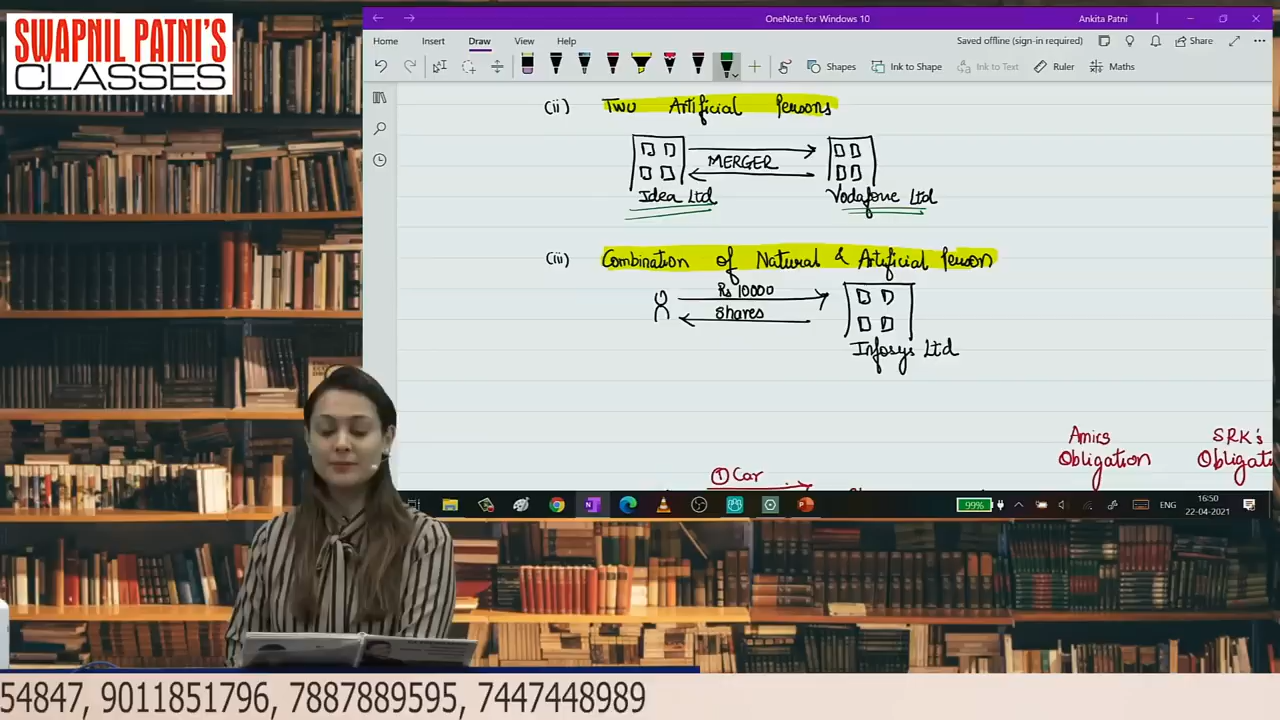 SWAPNIL PATNI'S
CLASSES
OneNote for Windows 10
Ankita Patni
Home Insert Draw View Help
Saved offline (sign-in required)
Share
Shapes
Ink to Shape
Ink to Text
Ruler
Maths
(ii) Two Artificial Persons
MERGER
Idea Ltd
Vodafone Ltd
(iii) Combination of Natural & Artificial Person
Rs 10000
Shares
Infosys Ltd
Amirs
Obligation
SRK's
Obligati
① Car
99%
ENG
16:50
22-04-2021
54847, 9011851796, 7887889595, 7447448989